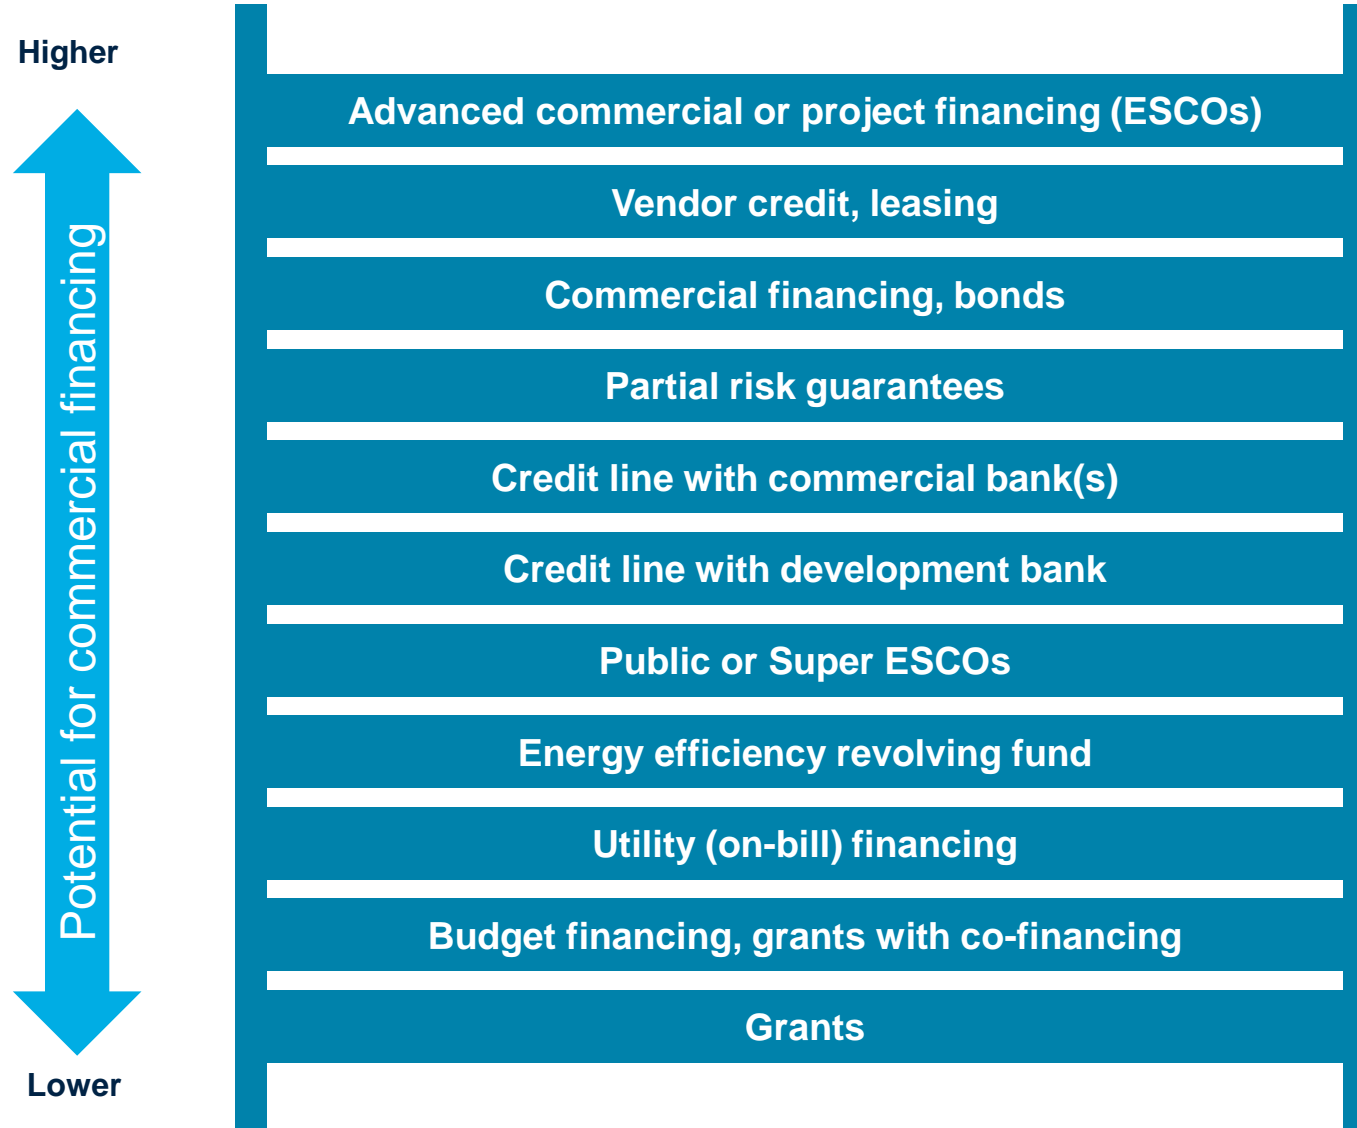 Higher
Potential for commercial financing
Lower
Advanced commercial or project financing (ESCOs)
Vendor credit, leasing
Commercial financing, bonds
Partial risk guarantees
Credit line with commercial bank(s)
Credit line with development bank
Public or Super ESCOs
Energy efficiency revolving fund
Utility (on-bill) financing
Budget financing, grants with co-financing
Grants